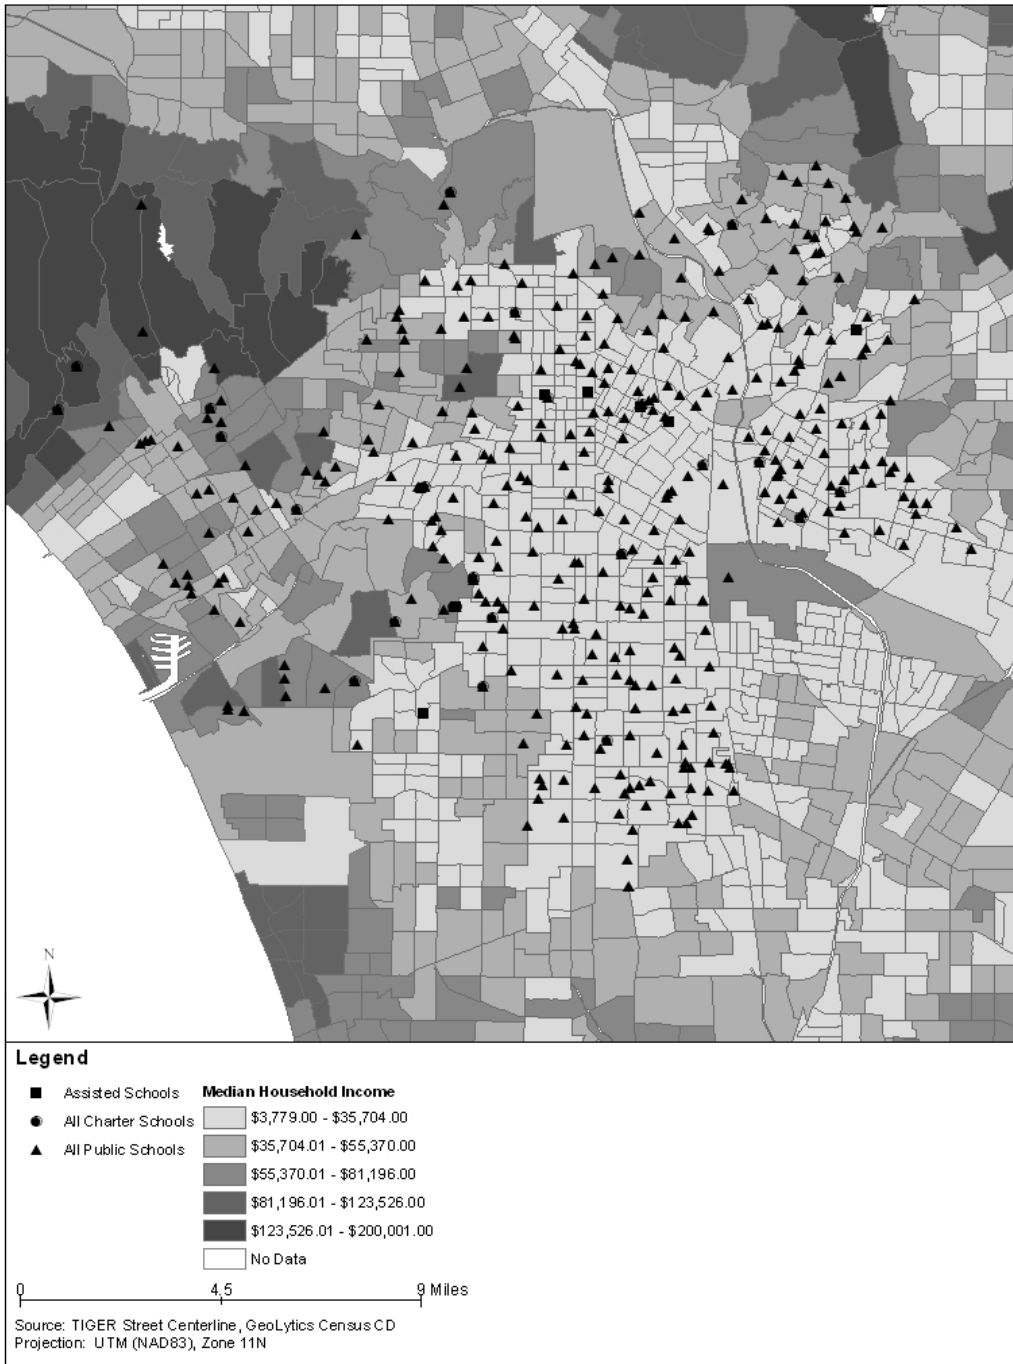 N
Legend
Assisted Schools
All Charter Schools
All Public Schools
Median Household Income
$3,779.00 - $35,704.00
$35,704.01 - $55,370.00
$55,370.01 - $81,196.00
$81,196.01 - $123,526.00
$123,526.01 - $200,001.00
No Data
0 4.5 9 Miles
Source: TIGER Street Centerline, GeoLytics Census CD
Projection: UTM (NAD83), Zone 11N